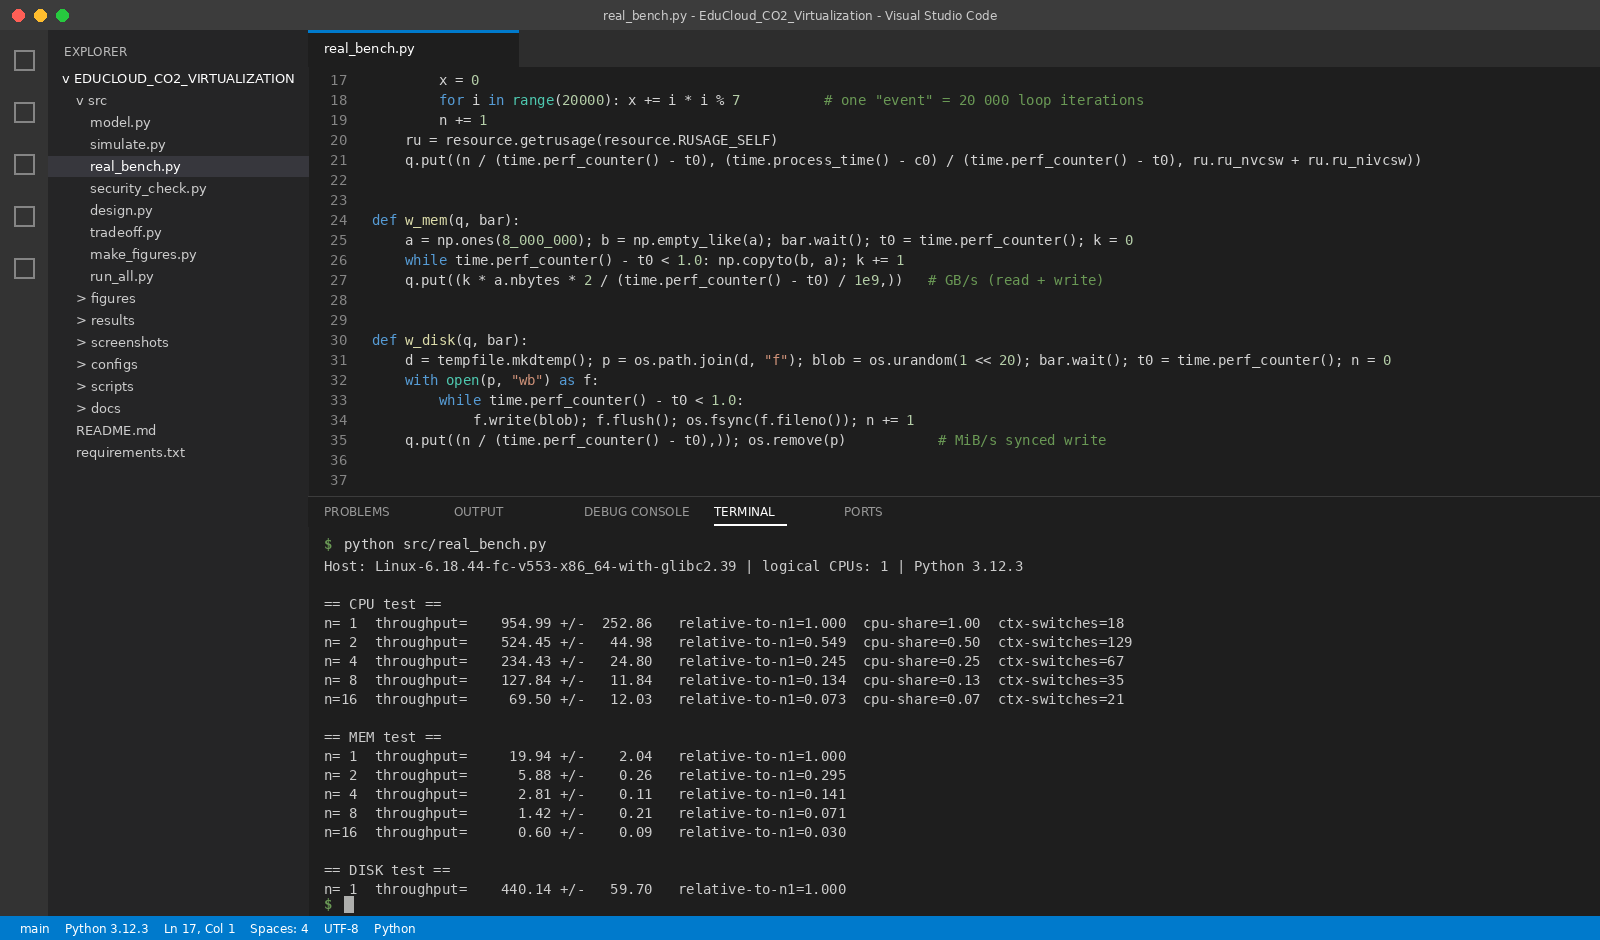 real_bench.py - EduCloud_CO2_Virtualization - Visual Studio Code
EXPLORER
v EDUCLOUD_CO2_VIRTUALIZATION
v src
model.py
simulate.py
real_bench.py
security_check.py
design.py
tradeoff.py
make_figures.py
run_all.py
> figures
> results
> screenshots
> configs
> scripts
> docs
README.md
requirements.txt
real_bench.py
17         x = 0
18         for i in range(20000): x += i * i % 7          # one "event" = 20 000 loop iterations
19         n += 1
20     ru = resource.getrusage(resource.RUSAGE_SELF)
21     q.put((n / (time.perf_counter() - t0), (time.process_time() - c0) / (time.perf_counter() - t0), ru.ru_nvcsw + ru.ru_nivcsw))
22
23
24 def w_mem(q, bar):
25     a = np.ones(8_000_000); b = np.empty_like(a); bar.wait(); t0 = time.perf_counter(); k = 0
26     while time.perf_counter() - t0 < 1.0: np.copyto(b, a); k += 1
27     q.put((k * a.nbytes * 2 / (time.perf_counter() - t0) / 1e9,))   # GB/s (read + write)
28
29
30 def w_disk(q, bar):
31     d = tempfile.mkdtemp(); p = os.path.join(d, "f"); blob = os.urandom(1 << 20); bar.wait(); t0 = time.perf_counter(); n = 0
32     with open(p, "wb") as f:
33         while time.perf_counter() - t0 < 1.0:
34             f.write(blob); f.flush(); os.fsync(f.fileno()); n += 1
35     q.put((n / (time.perf_counter() - t0),)); os.remove(p)           # MiB/s synced write
36
37
PROBLEMS OUTPUT DEBUG CONSOLE TERMINAL PORTS
$ python src/real_bench.py
Host: Linux-6.18.44-fc-v553-x86_64-with-glibc2.39 | logical CPUs: 1 | Python 3.12.3
== CPU test ==
n= 1  throughput=    954.99 +/-  252.86   relative-to-n1=1.000  cpu-share=1.00  ctx-switches=18
n= 2  throughput=    524.45 +/-   44.98   relative-to-n1=0.549  cpu-share=0.50  ctx-switches=129
n= 4  throughput=    234.43 +/-   24.80   relative-to-n1=0.245  cpu-share=0.25  ctx-switches=67
n= 8  throughput=    127.84 +/-   11.84   relative-to-n1=0.134  cpu-share=0.13  ctx-switches=35
n=16  throughput=     69.50 +/-   12.03   relative-to-n1=0.073  cpu-share=0.07  ctx-switches=21
== MEM test ==
n= 1  throughput=     19.94 +/-    2.04   relative-to-n1=1.000
n= 2  throughput=      5.88 +/-    0.26   relative-to-n1=0.295
n= 4  throughput=      2.81 +/-    0.11   relative-to-n1=0.141
n= 8  throughput=      1.42 +/-    0.21   relative-to-n1=0.071
n=16  throughput=      0.60 +/-    0.09   relative-to-n1=0.030
== DISK test ==
n= 1  throughput=    440.14 +/-   59.70   relative-to-n1=1.000
$
main Python 3.12.3 Ln 17, Col 1 Spaces: 4 UTF-8 Python